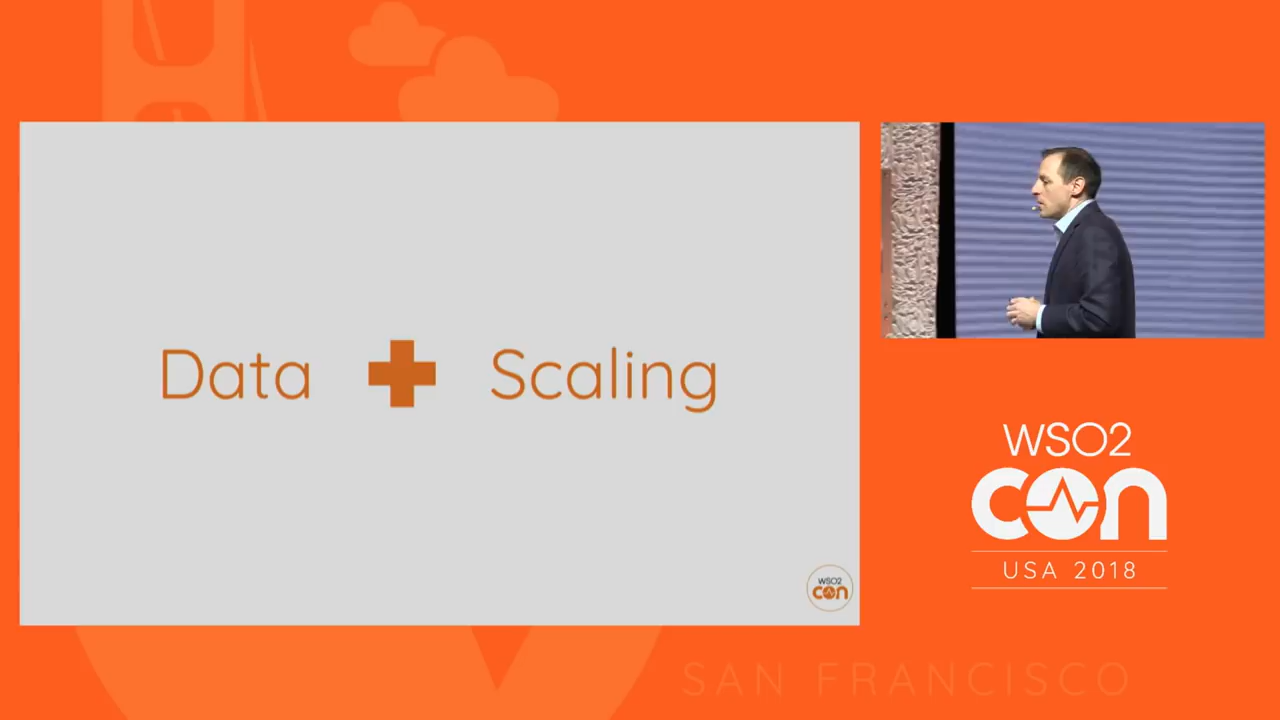 Data + Scaling
WSO2
con
WSO2
con
USA 2018
SAN FRANCISCO